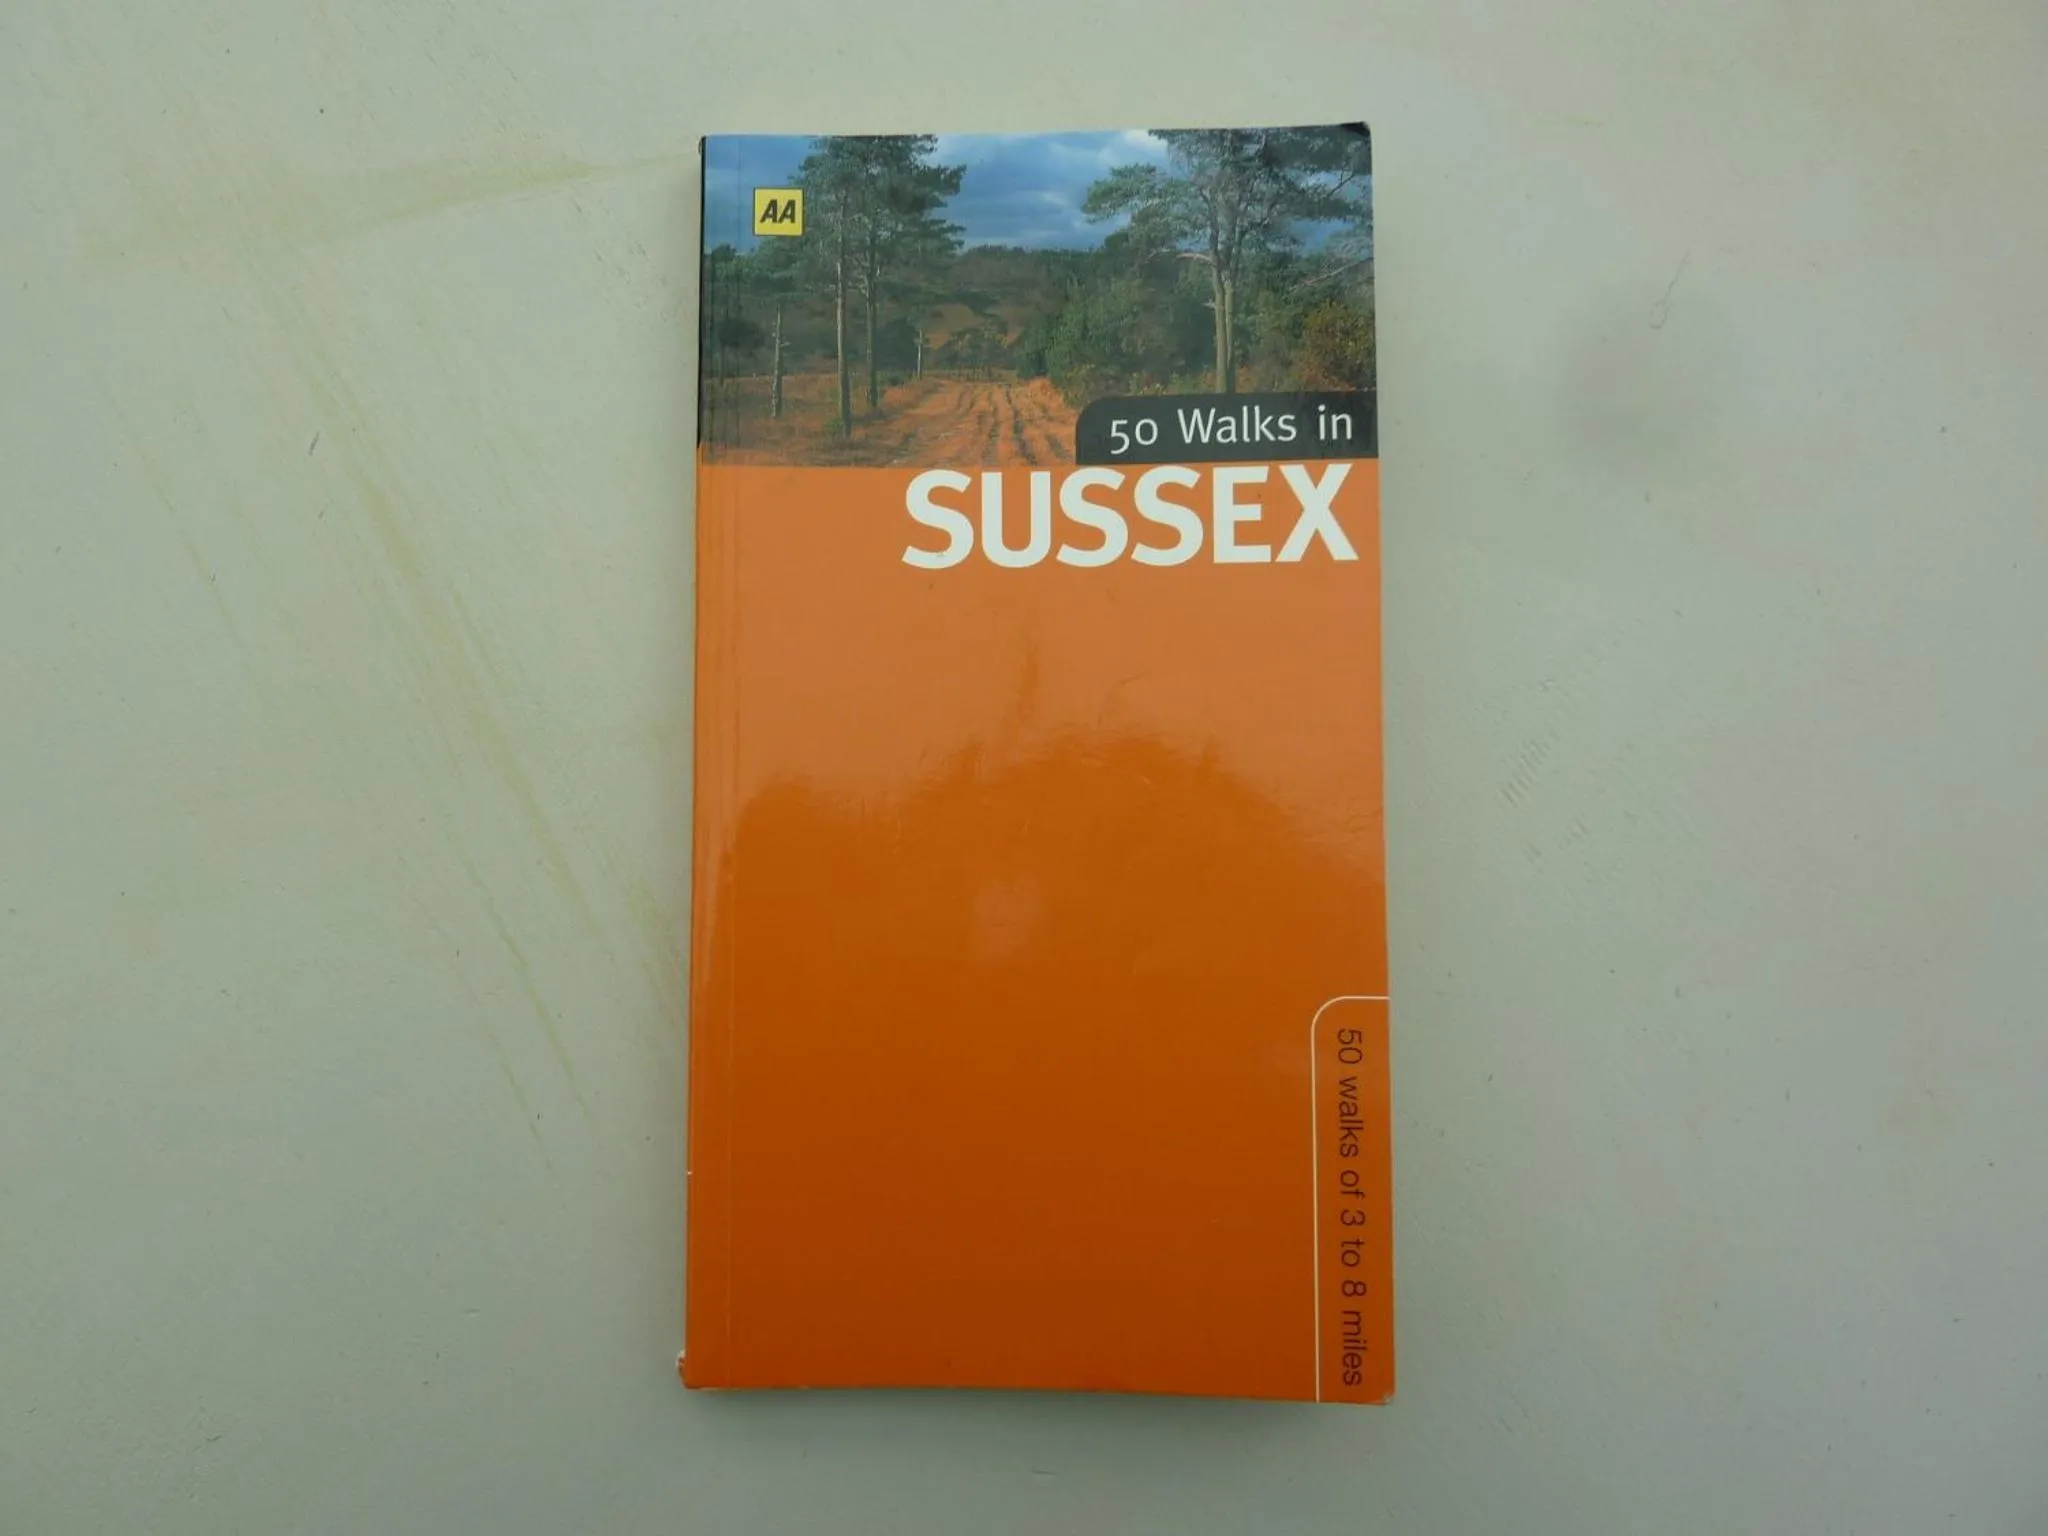 AA
50 Walks in
SUSSEX
50 walks of 3 to 8 miles